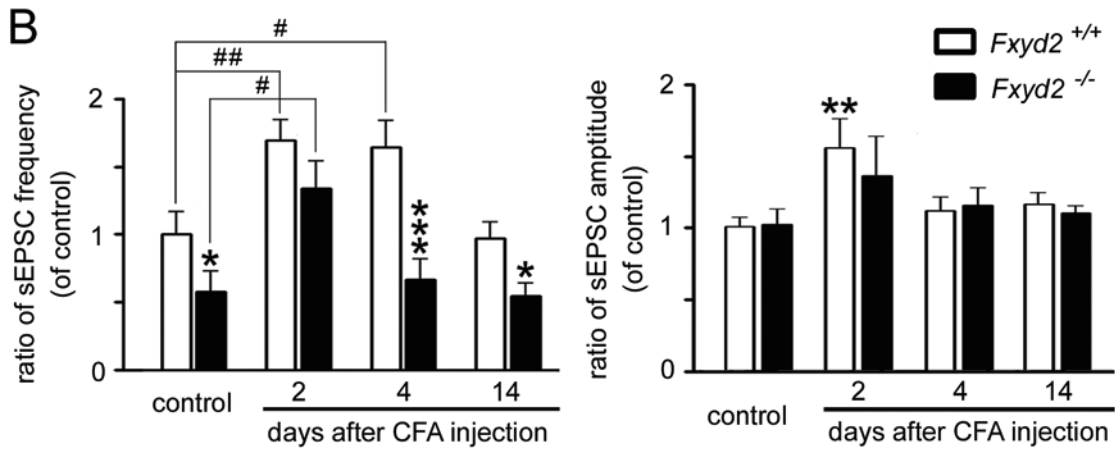 B
Fxyd2 +/+
Fxyd2 -/-
ratio of sEPSC frequency
(of control)
2
1
0
#
##
#
*
***
*
control
2 4 14
days after CFA injection
ratio of sEPSC amptitude
(of control)
2
1
0
**
control
2 4 14
days after CFA injection